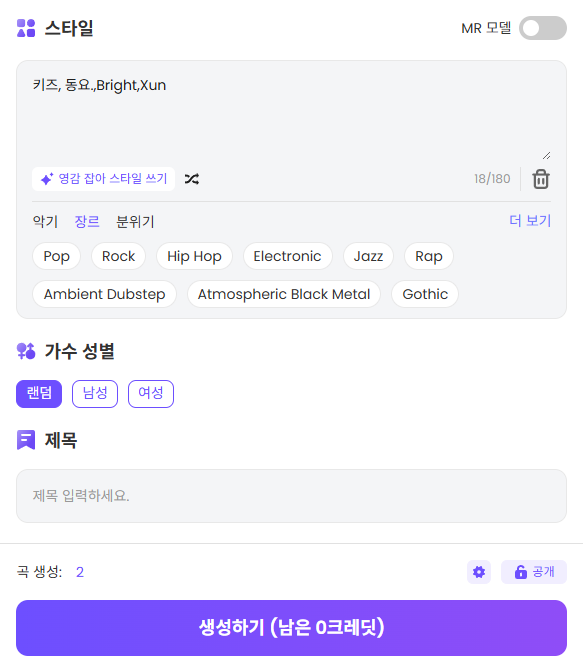 스타일 MR 모델
키즈, 동요.,Bright,Xun
영감 잡아 스타일 쓰기 18/180
악기 장르 분위기 더 보기
Pop Rock Hip Hop Electronic Jazz Rap
Ambient Dubstep Atmospheric Black Metal Gothic
가수 성별
랜덤 남성 여성
제목
제목 입력하세요.
곡 생성: 2 공개
생성하기 (남은 0크레딧)